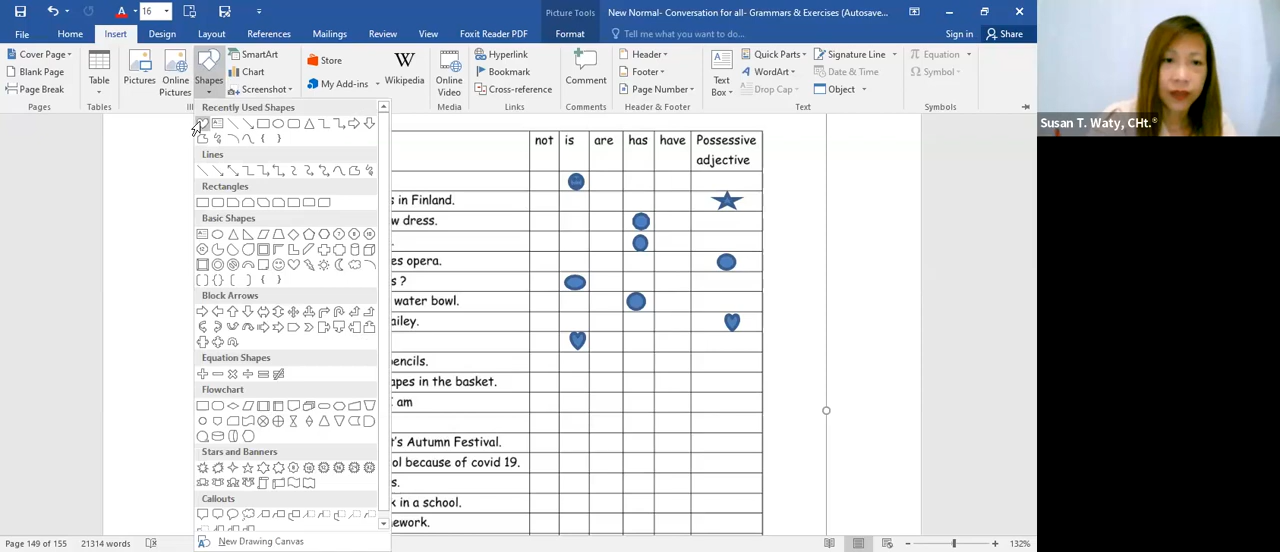 16
Picture Tools
New Normal- Conversation for all- Grammars & Exercises (Autosave...
File
Home
Insert
Design
Layout
References
Mailings
Review
View
Foxit Reader PDF
Format
Tell me what you want to do...
Sign in
Share
Cover Page
Blank Page
Page Break
Pages
Table
Tables
Pictures
Online
Pictures
Shapes
SmartArt
Chart
Screenshot
Store
My Add-ins
Wikipedia
Online
Video
Media
Hyperlink
Bookmark
Cross-reference
Links
Comment
Comments
Header
Footer
Page Number
Header & Footer
Text
Box
Quick Parts
WordArt
Drop Cap
Signature Line
Date & Time
Object
Text
Equation
Symbol
Symbols
Recently Used Shapes
Lines
Rectangles
Basic Shapes
Block Arrows
Equation Shapes
Flowchart
Stars and Banners
Callouts
New Drawing Canvas
not is are has have Possessive
adjective
s in Finland.
w dress.
.
es opera.
s ?
water bowl.
ailey.
encils.
apes in the basket.
I am
t's Autumn Festival.
ol because of covid 19.
s.
k in a school.
ework.
Susan T. Waty, CHt.®
Page 149 of 155
21314 words
132%